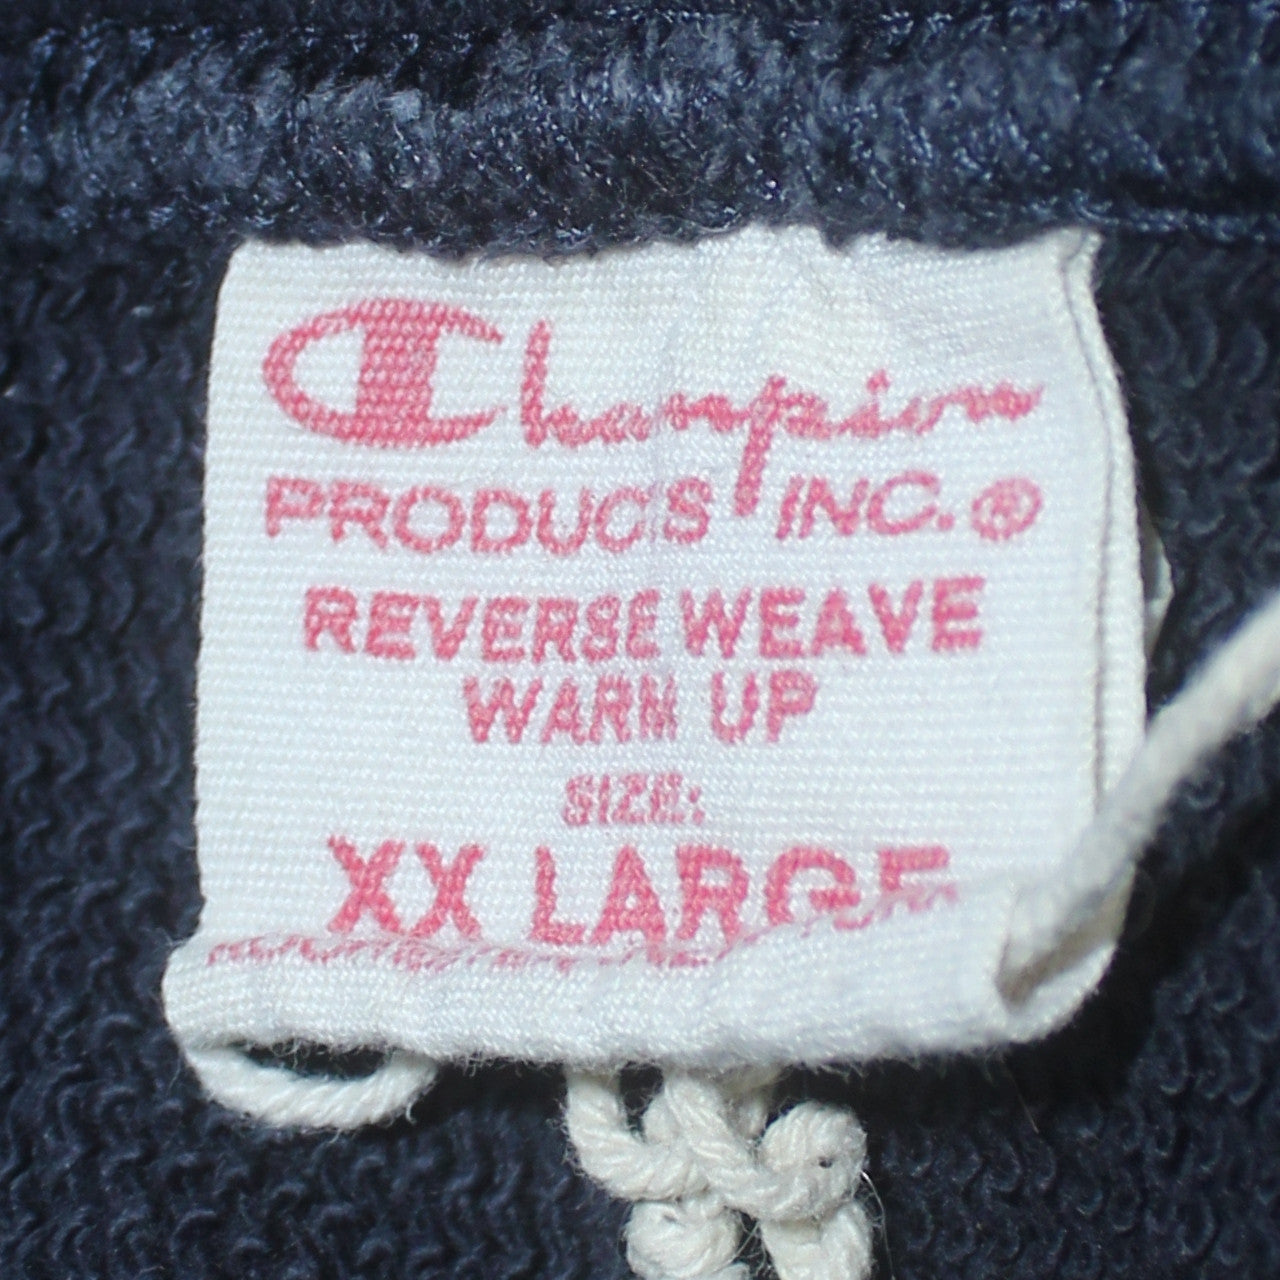 Champion
PRODUCTS INC.®
REVERSE WEAVE
WARM UP
SIZE:
XX LARGE